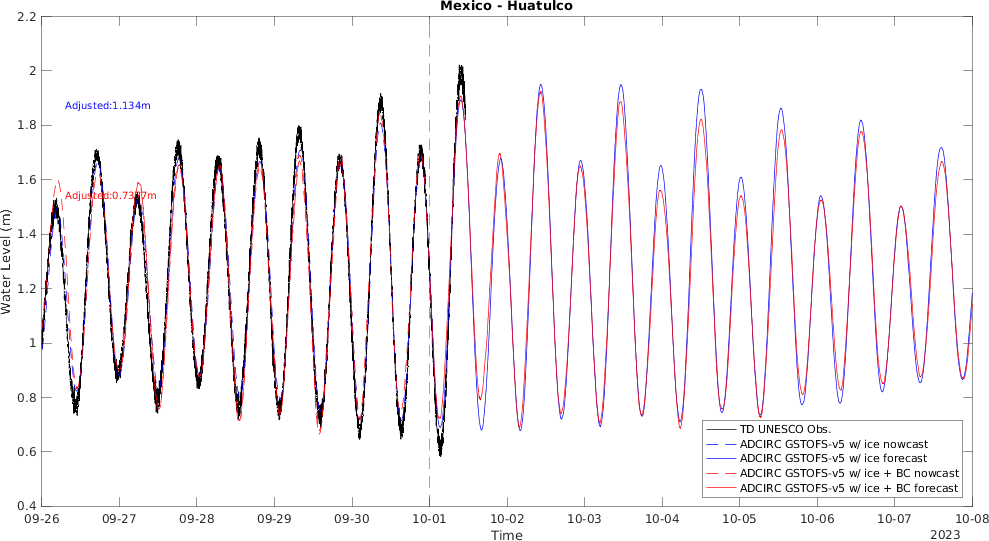 Mexico - Huatulco
2.2
2
1.8
1.6
1.4
1.2
1
0.8
0.6
0.4
Water Level (m)
Adjusted:1.134m
TD UNESCO Obs.
ADCIRC GSTOFS-v5 w/ ice nowcast
ADCIRC GSTOFS-v5 w/ ice forecast
ADCIRC GSTOFS-v5 w/ ice + BC nowcast
ADCIRC GSTOFS-v5 w/ ice + BC forecast
09-26 09-27 09-28 09-29 09-30 10-01 10-02 10-03 10-04 10-05 10-06 10-07 10-08
Time
2023